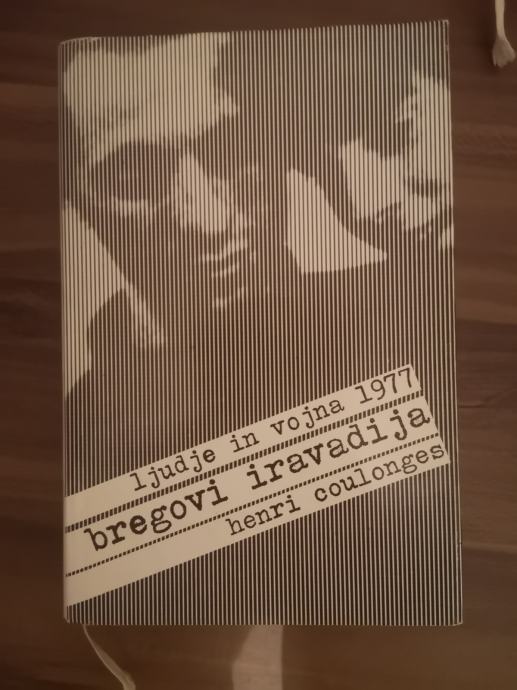 ljudje in vojna 1977
bregovi iravadija
henri coulonges